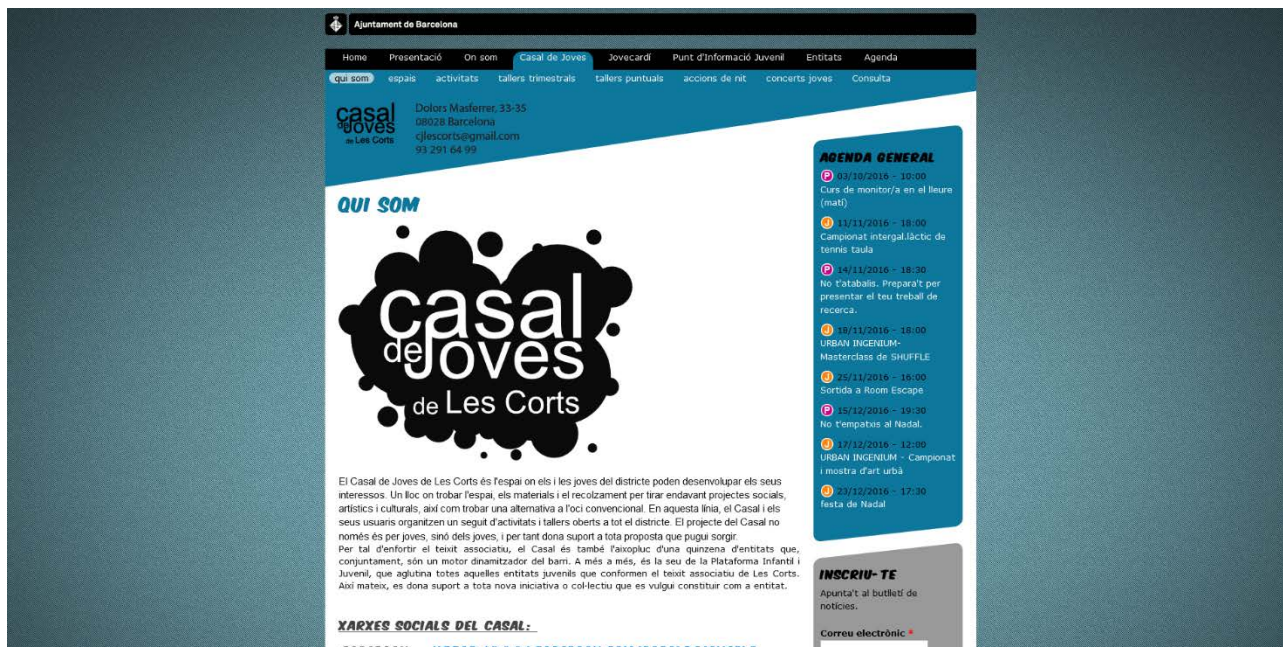 Ajuntament de Barcelona
Home Presentació On som Casal de Joves Jovecardí Punt d'Informació Juvenil Entitats Agenda
qui som espais activitats tallers trimestrals tallers puntuals accions de nit concerts joves Consulta
casal
de Joves
de Les Corts
Dolors Masferrer, 33-35
08028 Barcelona
cjlescorts@gmail.com
93 291 64 99
QUI SOM
casal
de Joves
de Les Corts
El Casal de Joves de Les Corts és l'espai on els i les joves del districte poden desenvolupar els seus
interessos. Un lloc on trobar l'espai, els materials i el recolzament per tirar endavant projectes socials,
artístics i culturals, així com trobar una alternativa a l'oci convencional. En aquesta línia, el Casal i els
seus usuaris organitzen un seguit d'activitats i tallers oberts a tot el districte. El projecte del Casal no
només és per joves, sinó dels joves, i per tant dona suport a tota proposta que pugui sorgir.
Per tal d'enfortir el teixit associatiu, el Casal és també l'aixopluc d'una quinzena d'entitats que,
conjuntament, són un motor dinamitzador del barri. A més a més, és la seu de la Plataforma Infantil i
Juvenil, que aglutina totes aquelles entitats juvenils que conformen el teixit associatiu de Les Corts.
Així mateix, es dona suport a tota nova iniciativa o col·lectiu que es vulgui constituir com a entitat.
XARXES SOCIALS DEL CASAL:
AGENDA GENERAL
P 03/10/2016 - 10:00
Curs de monitor/a en el lleure
(matí)
J 11/11/2016 - 18:00
Campionat intergal.làctic de
tennis taula
P 14/11/2016 - 18:30
No t'atabalis. Prepara't per
presentar el teu treball de
recerca.
J 18/11/2016 - 18:00
URBAN INGENIUM-
Masterclass de SHUFFLE
J 25/11/2016 - 16:00
Sortida a Room Escape
P 15/12/2016 - 19:30
No t'empatxis al Nadal.
J 17/12/2016 - 12:00
URBAN INGENIUM - Campionat
i mostra d'art urbà
J 23/12/2016 - 17:30
festa de Nadal
INSCRIU-TE
Apunta't al butlletí de
notícies.
Correu electrònic *